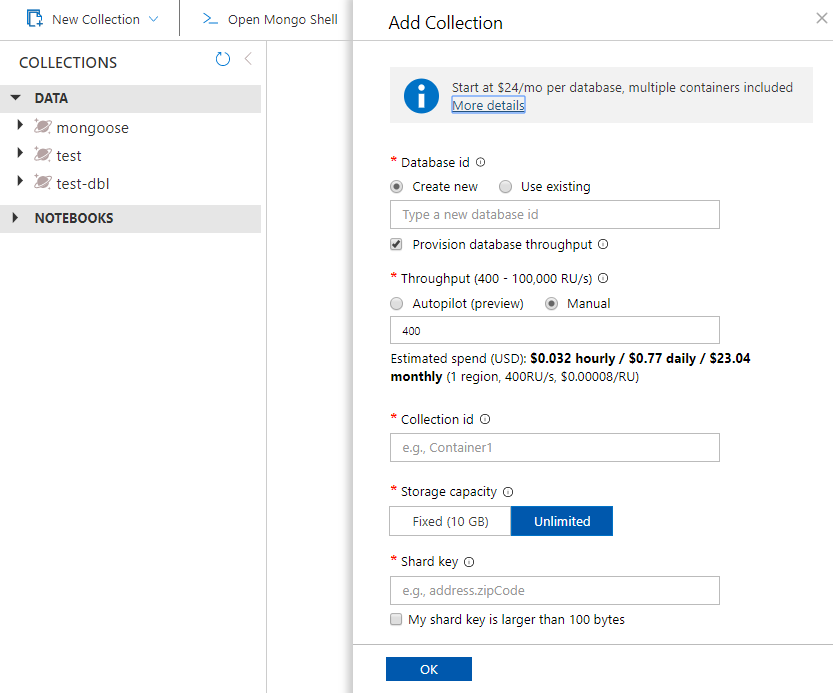 New Collection
Open Mongo Shell
COLLECTIONS
DATA
mongoose
test
test-dbl
NOTEBOOKS
Add Collection
Start at $24/mo per database, multiple containers included
More details
* Database id
Create new Use existing
Type a new database id
Provision database throughput
* Throughput (400 - 100,000 RU/s)
Autopilot (preview) Manual
400
Estimated spend (USD): $0.032 hourly / $0.77 daily / $23.04
monthly (1 region, 400RU/s, $0.00008/RU)
* Collection id
e.g., Container1
* Storage capacity
Fixed (10 GB) Unlimited
* Shard key
e.g., address.zipCode
My shard key is larger than 100 bytes
OK